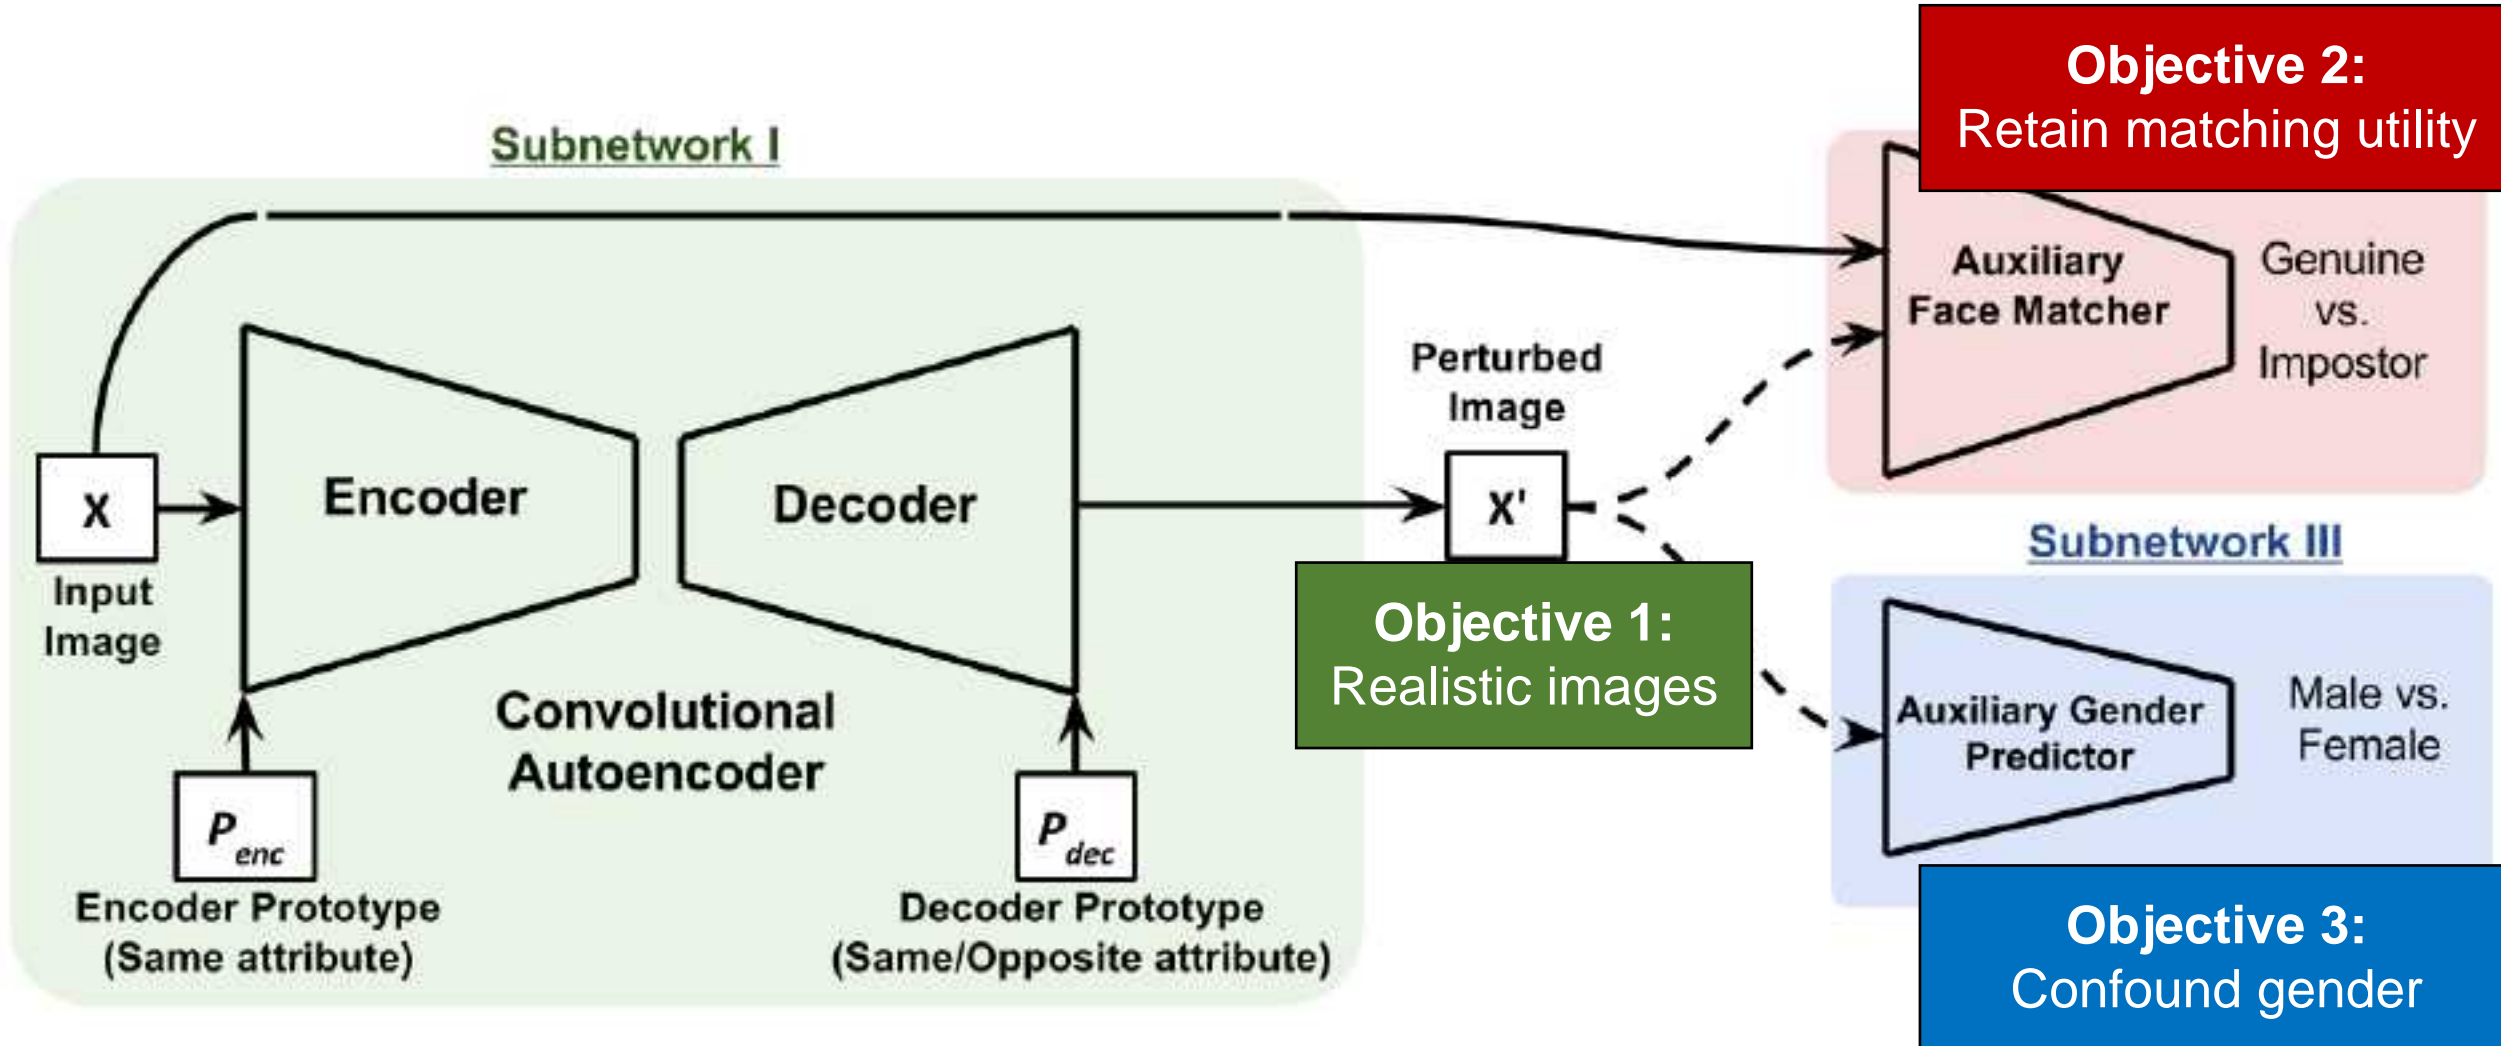 Objective 2:
Retain matching utility
Subnetwork I
Auxiliary
Face Matcher
Genuine
vs.
Impostor
Perturbed
Image
X
Encoder
Decoder
X'
Input
Image
Subnetwork III
Objective 1:
Realistic images
Convolutional
Autoencoder
Auxiliary Gender
Predictor
Male vs.
Female
P enc
P dec
Encoder Prototype
(Same attribute)
Decoder Prototype
(Same/Opposite attribute)
Objective 3:
Confound gender